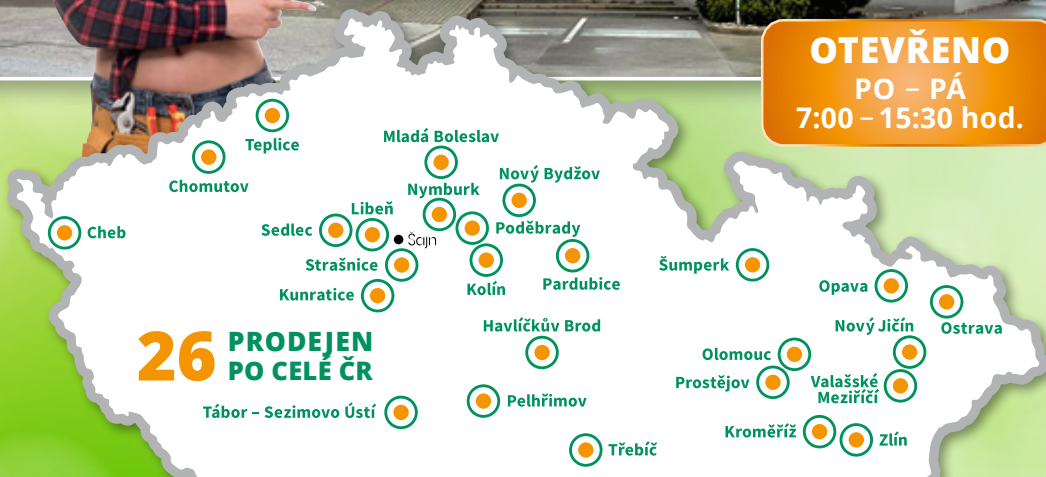 OTEVŘENO
PO – PÁ
7:00 – 15:30 hod.
Teplice
Mladá Boleslav
Chomutov
Nový Bydžov
Nymburk
Libeň
Cheb
Sedlec
Poděbrady
Strašnice
Šumperk
Kolín
Pardubice
Opava
Kunratice
Ostrava
Havlíčkův Brod
Nový Jičín
26 PRODEJEN
PO CELÉ ČR
Olomouc
Prostějov
Valašské
Meziříčí
Tábor – Sezimovo Ústí
Pelhřimov
Kroměříž
Zlín
Třebíč